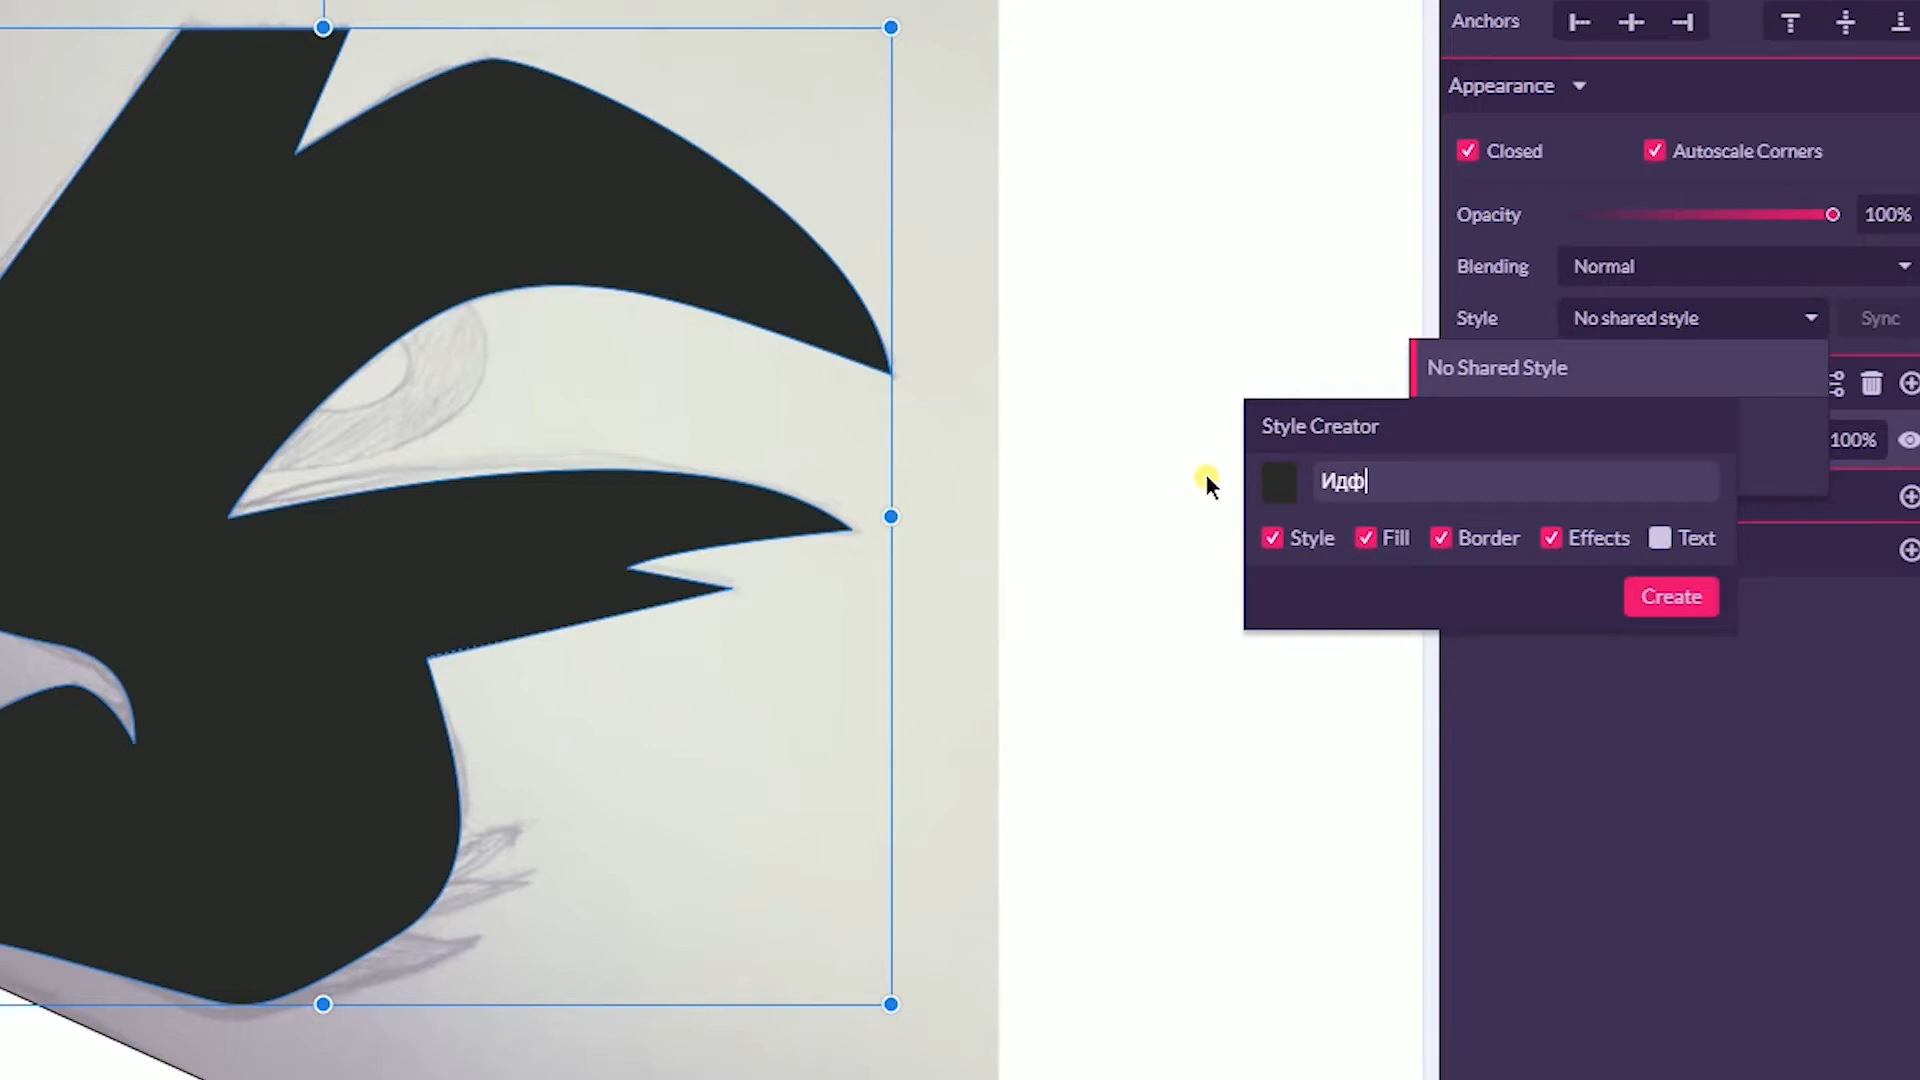 Anchors
Appearance
Closed
Autoscale Corners
Opacity
100%
Blending
Normal
Style
No shared style
Sync
No Shared Style
100%
Style Creator
Идф
Style
Fill
Border
Effects
Text
Create